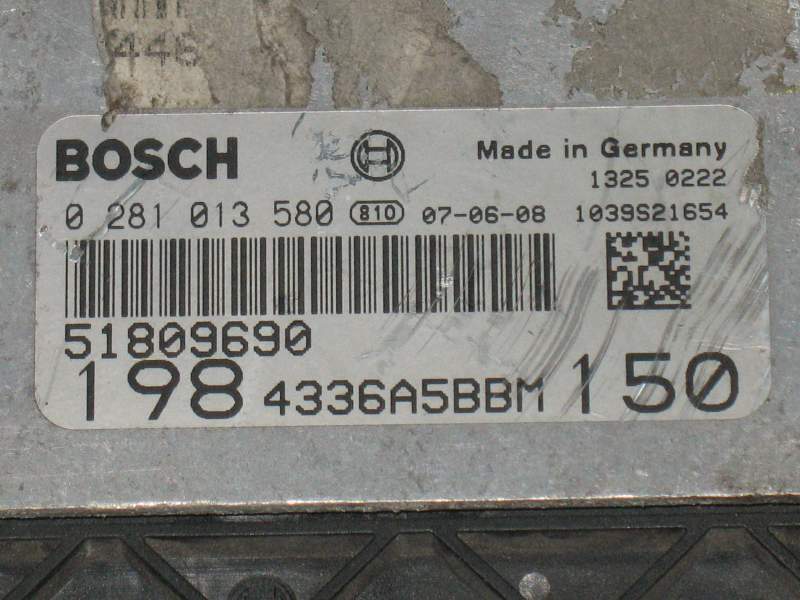 446
BOSCH Made in Germany
1325 0222
0 281 013 580 810 07-06-08 1039S21654
51809690
198 4336A5BBM 150